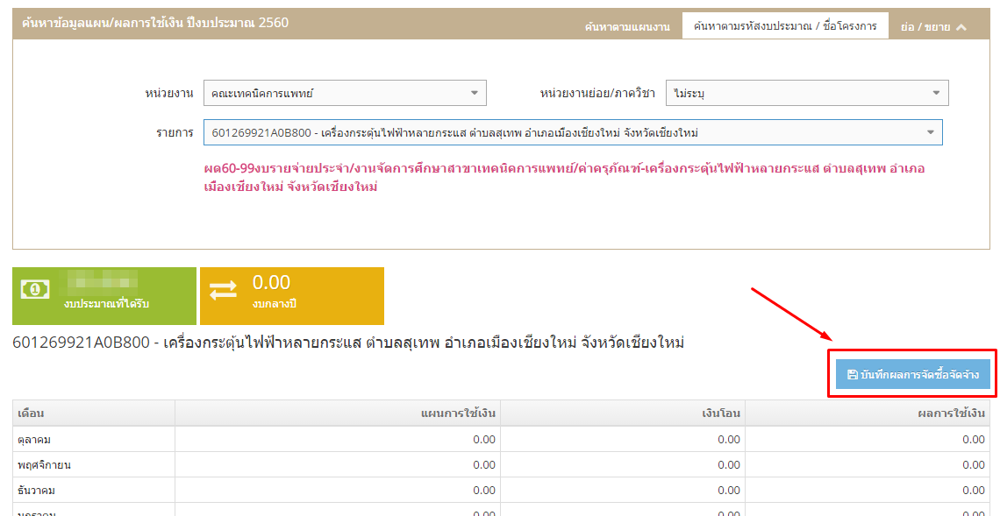 ค้นหาข้อมูลแผน/ผลการใช้เงิน ปีงบประมาณ 2560
ค้นหาตามแผนงาน
ค้นหาตามรหัสงบประมาณ / ชื่อโครงการ
ย่อ / ขยาย
หน่วยงาน
คณะเทคนิคการแพทย์
หน่วยงานย่อย/ภาควิชา
ไม่ระบุ
รายการ
601269921A0B800 - เครื่องกระตุ้นไฟฟ้าหลายกระแส ตำบลสุเทพ อำเภอเมืองเชียงใหม่ จังหวัดเชียงใหม่
ผด60-99งบรายจ่ายประจำ/งานจัดการศึกษาสาขาเทคนิคการแพทย์/ค่าครุภัณฑ์-เครื่องกระตุ้นไฟฟ้าหลายกระแส ตำบลสุเทพ อำเภอ
เมืองเชียงใหม่ จังหวัดเชียงใหม่
งบประมาณที่ได้รับ
0.00
งบกลางปี
601269921A0B800 - เครื่องกระตุ้นไฟฟ้าหลายกระแส ตำบลสุเทพ อำเภอเมืองเชียงใหม่ จังหวัดเชียงใหม่
บันทึกผลการจัดซื้อจัดจ้าง
เดือน แผนการใช้เงิน เงินโอน ผลการใช้เงิน
ตุลาคม 0.00 0.00 0.00
พฤศจิกายน 0.00 0.00 0.00
ธันวาคม 0.00 0.00 0.00
มกราคม 0.00 0.00 0.00